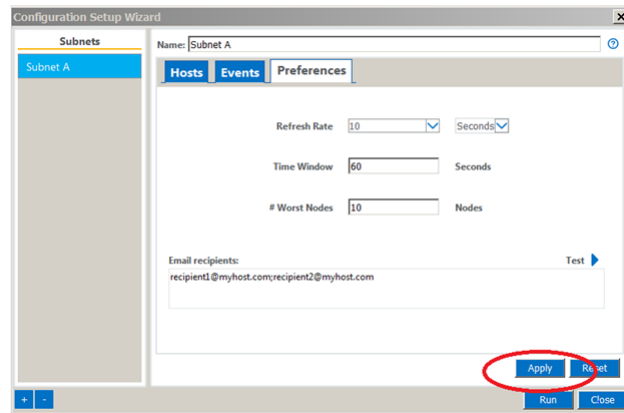 Configuration Setup Wizard
Subnets
Subnet A
Name: Subnet A
Hosts Events Preferences
Refresh Rate 10 Seconds
Time Window 60 Seconds
# Worst Nodes 10 Nodes
Email recipients: Test
recipient1@myhost.com;recipient2@myhost.com
Apply Reset
+ - Run Close